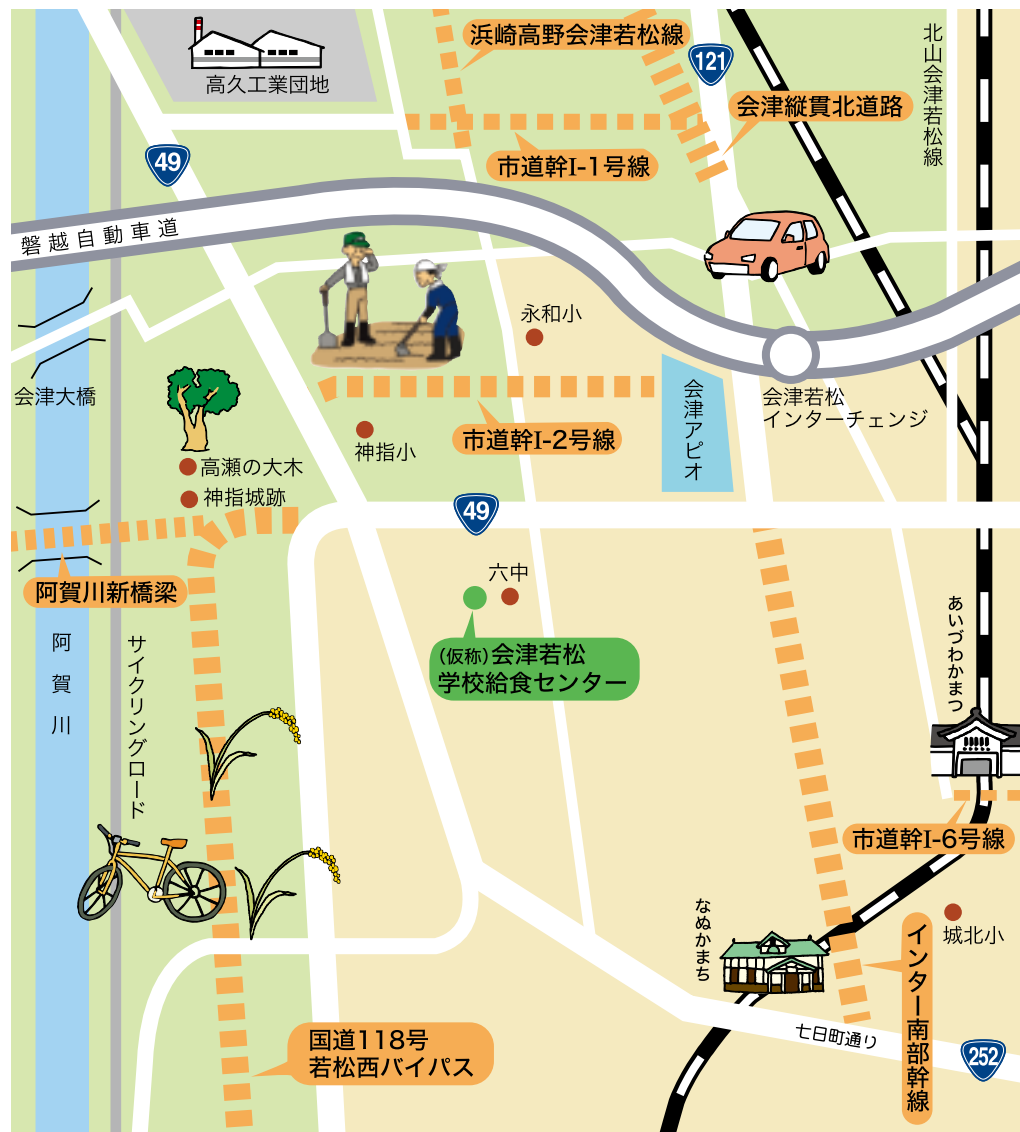 浜崎高野会津若松線
121
北山会津若松線
高久工業団地
会津縦貫北道路
49
市道幹I-1号線
磐越自動車道
永和小
会津大橋
会津アピオ
会津若松
インターチェンジ
市道幹I-2号線
神指小
高瀬の大木
神指城跡
49
阿賀川新橋梁
六中
あいづわかまつ
阿賀川
サイクリングロード
(仮称)会津若松
学校給食センター
市道幹I-6号線
なぬかまち
城北小
インター南部幹線
国道118号
若松西バイパス
七日町通り
252